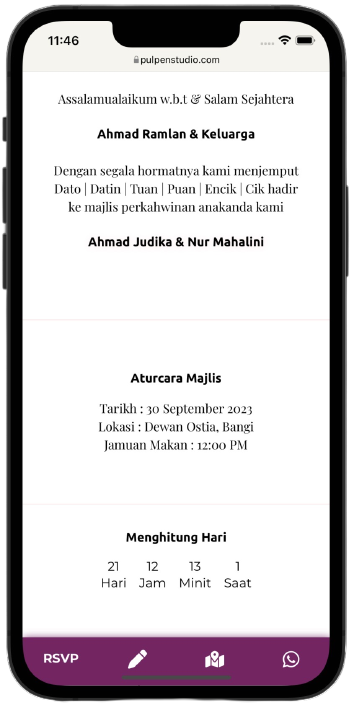 11:46
pulpenstudio.com
Assalamualaikum w.b.t & Salam Sejahtera
Ahmad Ramlan & Keluarga
Dengan segala hormatnya kami menjemput
Dato | Datin | Tuan | Puan | Encik | Cik hadir
ke majlis perkahwinan anakanda kami
Ahmad Judika & Nur Mahalini
Aturcara Majlis
Tarikh : 30 September 2023
Lokasi : Dewan Ostia, Bangi
Jamuan Makan : 12:00 PM
Menghitung Hari
21 12 13 1
Hari Jam Minit Saat
RSVP